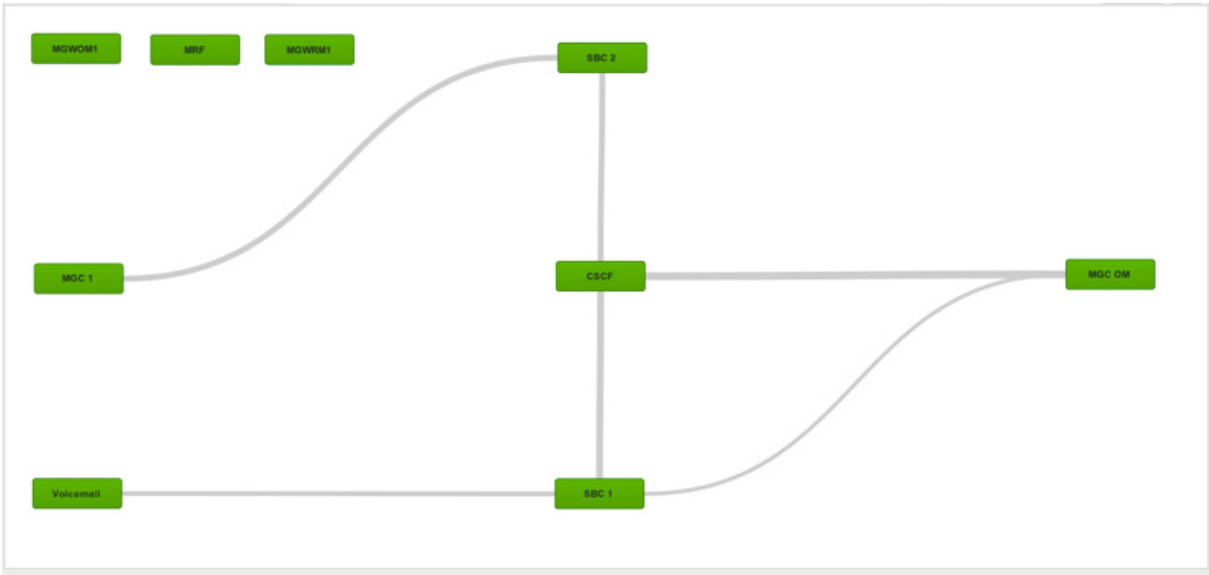 MGWOM1
MRF
MGWRM1
SBC 2
MGC 1
CSCF
MGC OM
Voicemail
SBC 1